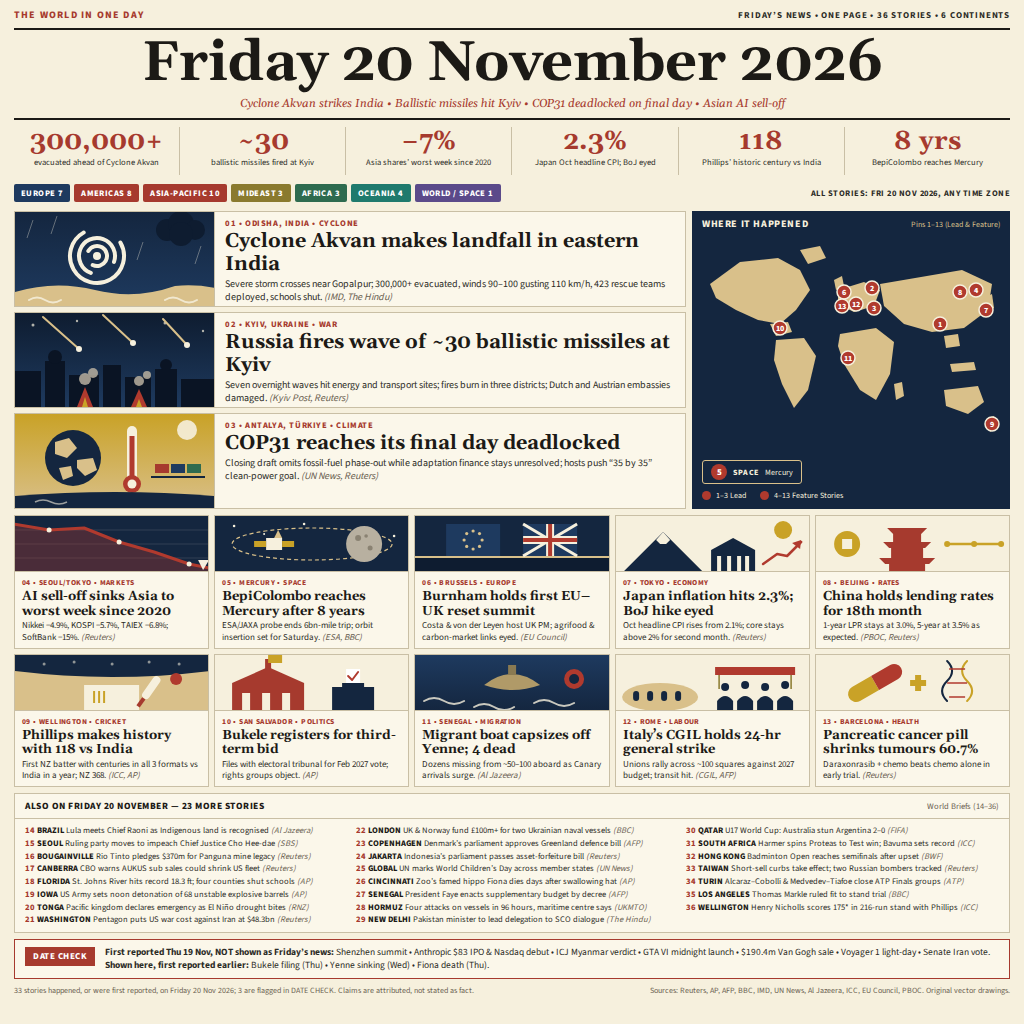 THE WORLD IN ONE DAY
FRIDAY'S NEWS • ONE PAGE • 36 STORIES • 6 CONTINENTS
Friday 20 November 2026
Cyclone Akvan strikes India • Ballistic missiles hit Kyiv • COP31 deadlocked on final day • Asian AI sell-off
300,000+
evacuated ahead of Cyclone Akvan
~30
ballistic missiles fired at Kyiv
−7%
Asia shares' worst week since 2020
2.3%
Japan Oct headline CPI; BoJ eyed
118
Phillips' historic century vs India
8 yrs
BepiColombo reaches Mercury
EUROPE 7
AMERICAS 8
ASIA-PACIFIC 10
MIDEAST 3
AFRICA 3
OCEANIA 4
WORLD / SPACE 1
ALL STORIES: FRI 20 NOV 2026, ANY TIME ZONE
01 • ODISHA, INDIA • CYCLONE
Cyclone Akvan makes landfall in eastern
India
Severe storm crosses near Gopalpur; 300,000+ evacuated, winds 90–100 gusting 110 km/h, 423 rescue teams
deployed, schools shut. (IMD, The Hindu)
02 • KYIV, UKRAINE • WAR
Russia fires wave of ~30 ballistic missiles at
Kyiv
Seven overnight waves hit energy and transport sites; fires burn in three districts; Dutch and Austrian embassies
damaged. (Kyiv Post, Reuters)
03 • ANTALYA, TÜRKIYE • CLIMATE
COP31 reaches its final day deadlocked
Closing draft omits fossil-fuel phase-out while adaptation finance stays unresolved; hosts push "35 by 35"
clean-power goal. (UN News, Reuters)
WHERE IT HAPPENED
Pins 1–13 (Lead & Feature)
6
2
8
4
13
12
3
7
1
10
11
9
5 SPACE Mercury
1–3 Lead
4–13 Feature Stories
04 • SEOUL/TOKYO • MARKETS
AI sell-off sinks Asia to
worst week since 2020
Nikkei −4.9%, KOSPI −5.7%, TAIEX −6.8%;
SoftBank −15%. (Reuters)
05 • MERCURY • SPACE
BepiColombo reaches
Mercury after 8 years
ESA/JAXA probe ends 6bn-mile trip; orbit
insertion set for Saturday. (ESA, BBC)
06 • BRUSSELS • EUROPE
Burnham holds first EU–
UK reset summit
Costa & von der Leyen host UK PM; agrifood &
carbon-market links eyed. (EU Council)
07 • TOKYO • ECONOMY
Japan inflation hits 2.3%;
BoJ hike eyed
Oct headline CPI rises from 2.1%; core stays
above 2% for second month. (Reuters)
08 • BEIJING • RATES
China holds lending rates
for 18th month
1-year LPR stays at 3.0%, 5-year at 3.5% as
expected. (PBOC, Reuters)
09 • WELLINGTON • CRICKET
Phillips makes history
with 118 vs India
First NZ batter with centuries in all 3 formats vs
India in a year; NZ 368. (ICC, AP)
10 • SAN SALVADOR • POLITICS
Bukele registers for third-
term bid
Files with electoral tribunal for Feb 2027 vote;
rights groups object. (AP)
11 • SENEGAL • MIGRATION
Migrant boat capsizes off
Yenne; 4 dead
Dozens missing from ~50–100 aboard as Canary
arrivals surge. (Al Jazeera)
12 • ROME • LABOUR
Italy's CGIL holds 24-hr
general strike
Unions rally across ~100 squares against 2027
budget; transit hit. (CGIL, AFP)
13 • BARCELONA • HEALTH
Pancreatic cancer pill
shrinks tumours 60.7%
Daraxonrasib + chemo beats chemo alone in
early trial. (Reuters)
ALSO ON FRIDAY 20 NOVEMBER — 23 MORE STORIES
World Briefs (14–36)
14 BRAZIL Lula meets Chief Raoni as Indigenous land is recognised (Al Jazeera)
15 SEOUL Ruling party moves to impeach Chief Justice Cho Hee-dae (SBS)
16 BOUGAINVILLE Rio Tinto pledges $370m for Panguna mine legacy (Reuters)
17 CANBERRA CBO warns AUKUS sub sales could shrink US fleet (Reuters)
18 FLORIDA St. Johns River hits record 18.3 ft; four counties shut schools (AP)
19 IOWA US Army sets noon detonation of 68 unstable explosive barrels (AP)
20 TONGA Pacific kingdom declares emergency as El Niño drought bites (RNZ)
21 WASHINGTON Pentagon puts US war cost against Iran at $48.3bn (Reuters)
22 LONDON UK & Norway fund £100m+ for two Ukrainian naval vessels (BBC)
23 COPENHAGEN Denmark's parliament approves Greenland defence bill (AFP)
24 JAKARTA Indonesia's parliament passes asset-forfeiture bill (Reuters)
25 GLOBAL UN marks World Children's Day across member states (UN News)
26 CINCINNATI Zoo's famed hippo Fiona dies days after swallowing hat (AP)
27 SENEGAL President Faye enacts supplementary budget by decree (AFP)
28 HORMUZ Four attacks on vessels in 96 hours, maritime centre says (UKMTO)
29 NEW DELHI Pakistan minister to lead delegation to SCO dialogue (The Hindu)
30 QATAR U17 World Cup: Australia stun Argentina 2–0 (FIFA)
31 SOUTH AFRICA Harmer spins Proteas to Test win; Bavuma sets record (ICC)
32 HONG KONG Badminton Open reaches semifinals after upset (BWF)
33 TAIWAN Short-sell curbs take effect; two Russian bombers tracked (Reuters)
34 TURIN Alcaraz–Cobolli & Medvedev–Tiafoe close ATP Finals groups (ATP)
35 LOS ANGELES Thomas Markle ruled fit to stand trial (BBC)
36 WELLINGTON Henry Nicholls scores 175* in 216-run stand with Phillips (ICC)
DATE CHECK
First reported Thu 19 Nov, NOT shown as Friday's news: Shenzhen summit • Anthropic $83 IPO & Nasdaq debut • ICJ Myanmar verdict • GTA VI midnight launch • $190.4m Van Gogh sale • Voyager 1 light-day • Senate Iran vote.
Shown here, first reported earlier: Bukele filing (Thu) • Yenne sinking (Wed) • Fiona death (Thu).
33 stories happened, or were first reported, on Friday 20 Nov 2026; 3 are flagged in DATE CHECK. Claims are attributed, not stated as fact.
Sources: Reuters, AP, AFP, BBC, IMD, UN News, Al Jazeera, ICC, EU Council, PBOC. Original vector drawings.